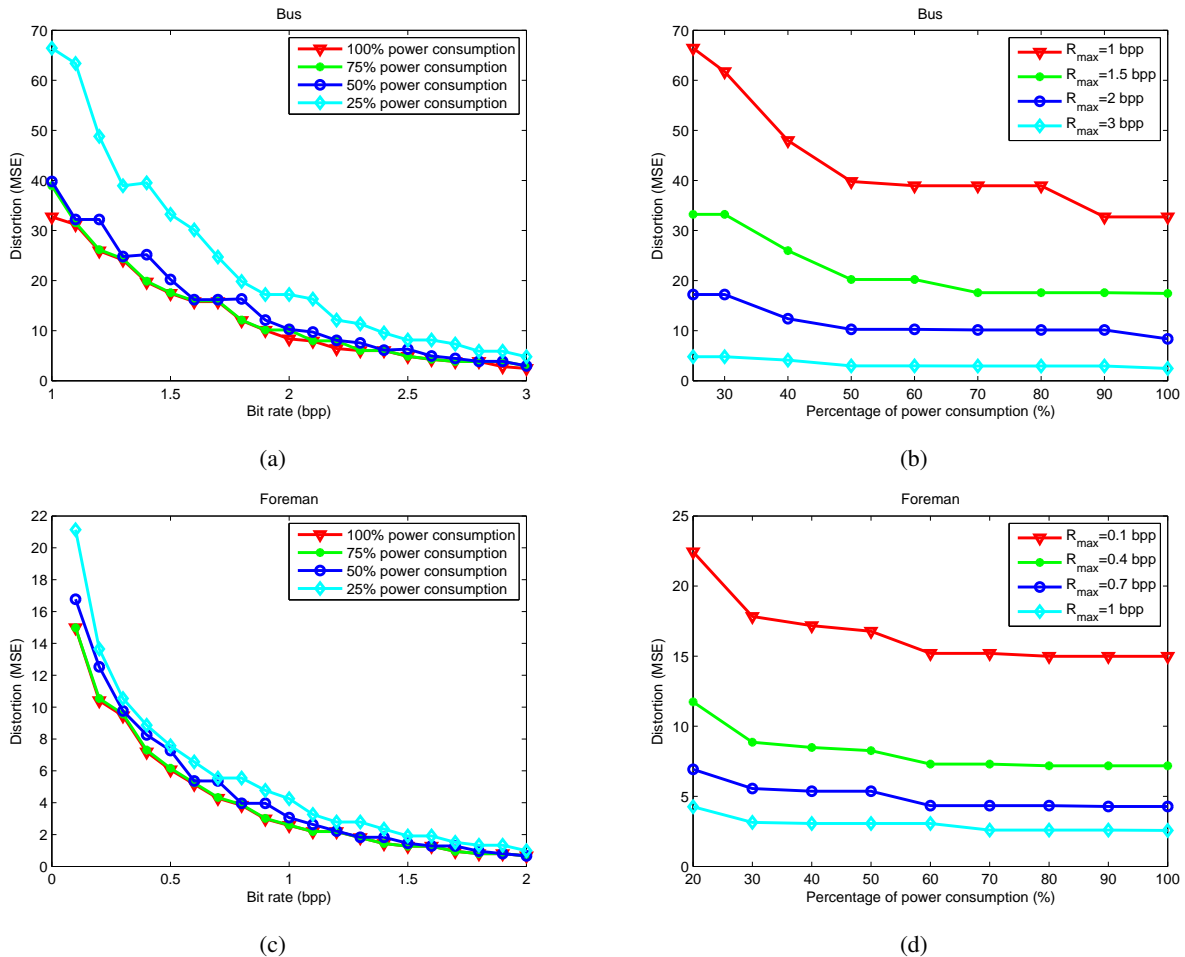 Bus
70
60
50
40
30
20
10
0
Distortion (MSE)
1
1.5
2
2.5
3
Bit rate (bpp)
100% power consumption
75% power consumption
50% power consumption
25% power consumption
(a)
Bus
70
60
50
40
30
20
10
0
Distortion (MSE)
30
40
50
60
70
80
90
100
Percentage of power consumption (%)
R_max=1 bpp
R_max=1.5 bpp
R_max=2 bpp
R_max=3 bpp
(b)
Foreman
22
20
18
16
14
12
10
8
6
4
2
0
Distortion (MSE)
0
0.5
1
1.5
2
Bit rate (bpp)
100% power consumption
75% power consumption
50% power consumption
25% power consumption
(c)
Foreman
25
20
15
10
5
0
Distortion (MSE)
20
30
40
50
60
70
80
90
100
Percentage of power consumption (%)
R_max=0.1 bpp
R_max=0.4 bpp
R_max=0.7 bpp
R_max=1 bpp
(d)